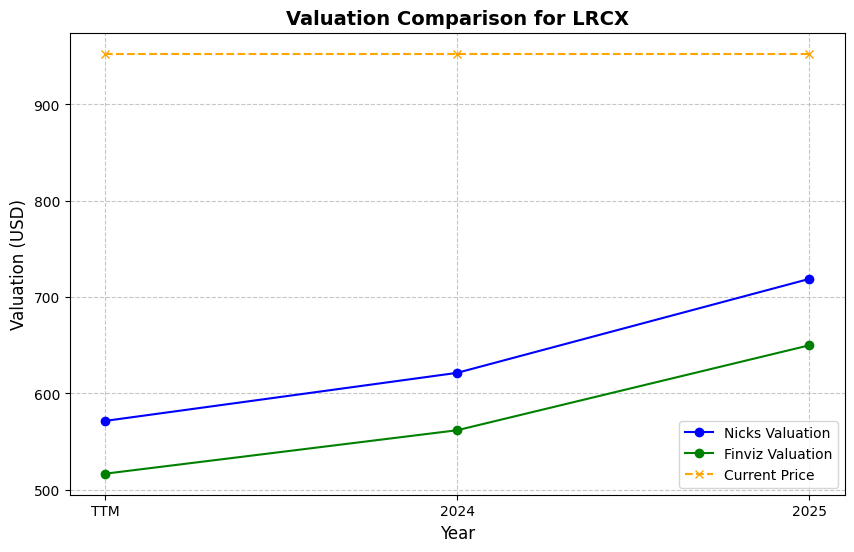 Valuation Comparison for LRCX
Valuation (USD)
900
800
700
600
500
TTM
2024
2025
Year
Nicks Valuation
Finviz Valuation
Current Price